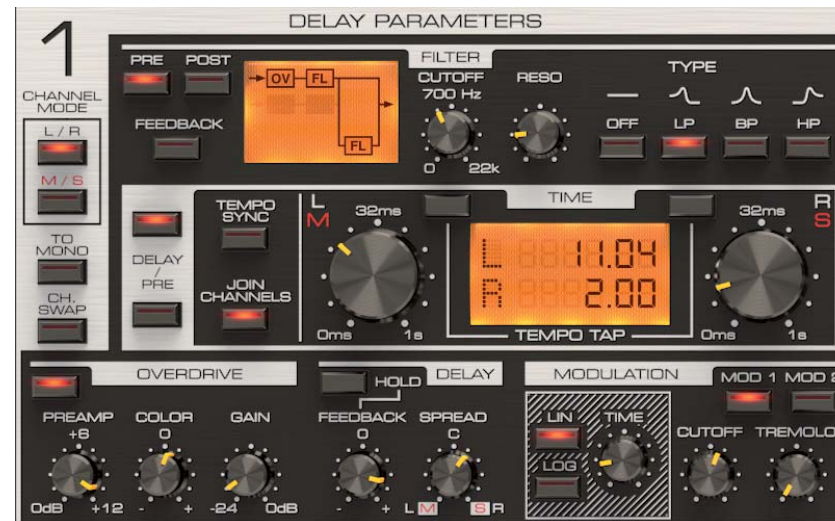 1
DELAY PARAMETERS
CHANNEL
MODE
L / R
M / S
TO
MONO
CH.
SWAP
PRE POST
FEEDBACK
OV FL
FL
FILTER
CUTOFF
700 Hz
0 22k
RESO
TYPE
OFF LP BP HP
DELAY
/
PRE
TEMPO
SYNC
JOIN
CHANNELS
TIME
L
M
32ms
0ms 1s
L 11.04
R 2.00
TEMPO TAP
R
S
32ms
0ms 1s
OVERDRIVE
PREAMP COLOR GAIN
+6 0
0dB +12 - + -24 0dB
HOLD DELAY
FEEDBACK SPREAD
0 C
- + L M S R
MODULATION
LIN TIME
LOG
MOD 1 MOD 2
CUTOFF TREMOLO